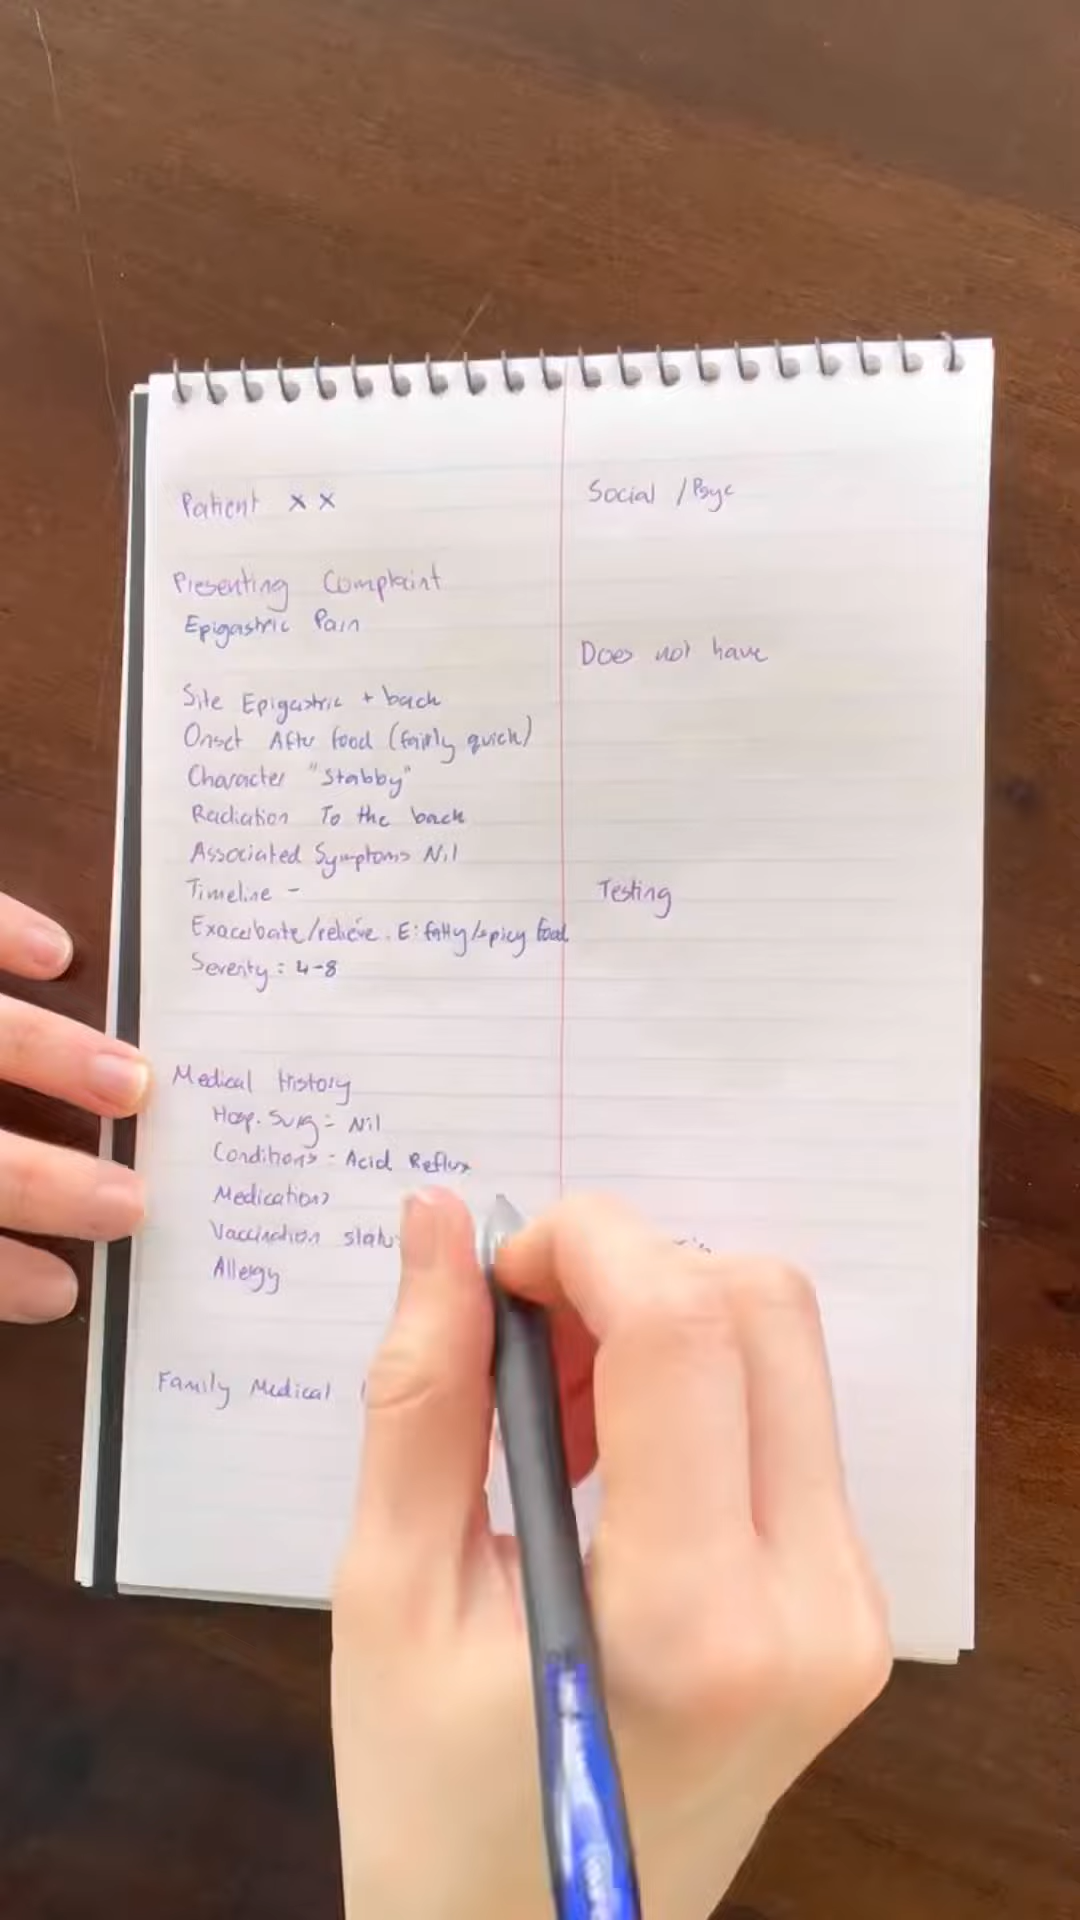 Patient x x
Presenting Complaint
Epigastric Pain
Site Epigastric + back
Onset After food (fairly quick)
Character "Stabby"
Radiation To the back
Associated Symptoms Nil
Timeline -
Exacerbate/relieve. E: fatty/spicy food
Severity: 4-8
Medical History
Hosp. Surg = Nil
Conditions - Acid Reflux
Medications
Vaccination status
Allergy
Family Medical
Social / Psyc
Does not have
Testing